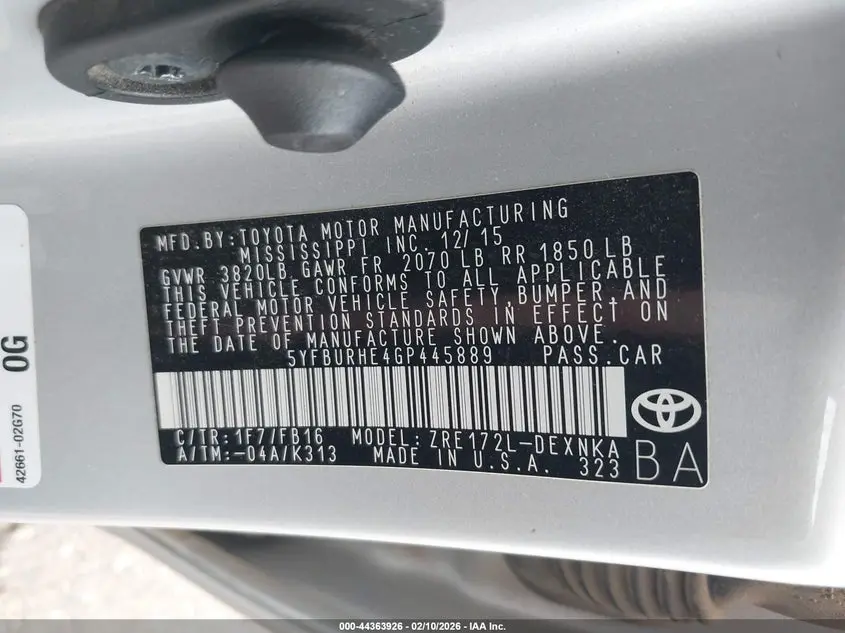 MFD.BY:TOYOTA MOTOR MANUFACTURING
MISSISSIPPI INC.12/15
GVWR 3820LB GAWR FR 2070 LB RR 1850 LB
THIS VEHICLE CONFORMS TO ALL APPLICABLE
FEDERAL MOTOR VEHICLE SAFETY,BUMPER,AND
THEFT PREVENTION STANDARDS IN EFFECT ON
THE DATE OF MANUFACTURE SHOWN ABOVE.
5YFBURHE4GP445889 PASS.CAR
C/TR:1F7/FB16 MODEL:ZRE172L-DEXNKA
A/TM:-04A/K313 MADE IN U.S.A. 323
BA
0G
42661-02G70
000-44363926 - 02/10/2026 - IAA Inc.